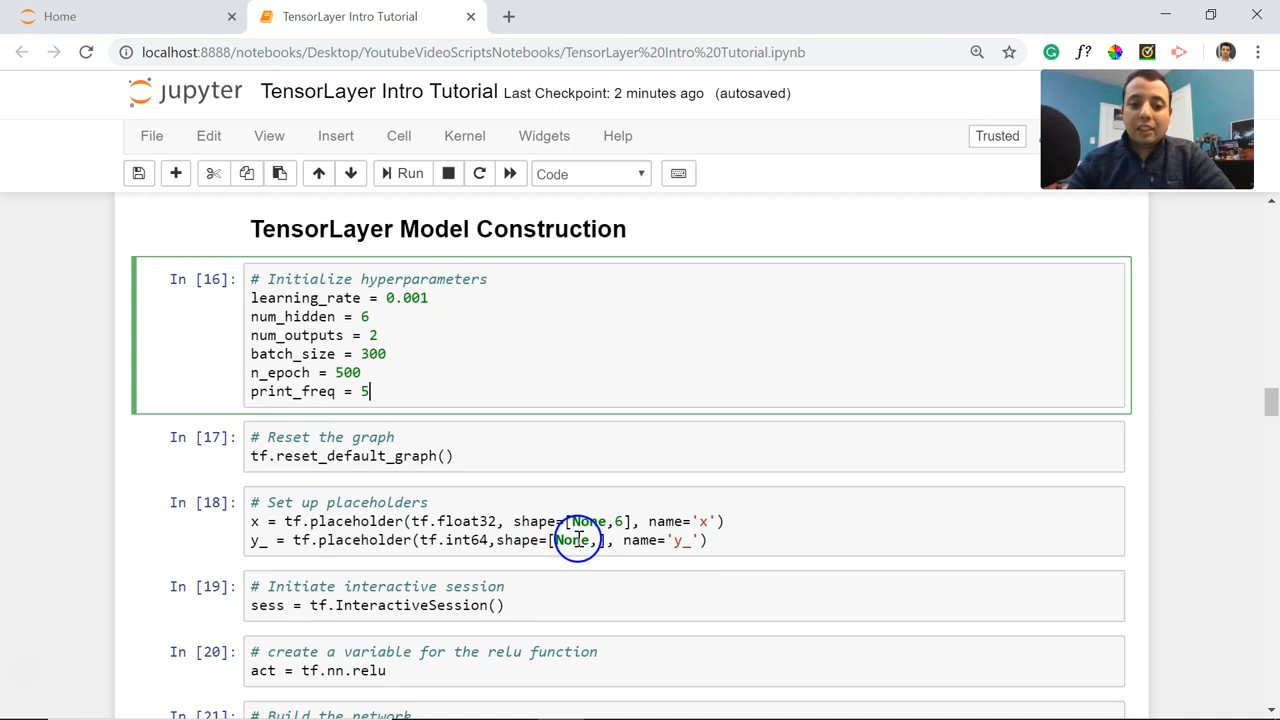 Home
TensorLayer Intro Tutorial
localhost:8888/notebooks/Desktop/YoutubeVideoScriptsNotebooks/TensorLayer%20Intro%20Tutorial.ipynb
jupyter TensorLayer Intro Tutorial Last Checkpoint: 2 minutes ago (autosaved)
File Edit View Insert Cell Kernel Widgets Help Trusted
Run Code
TensorLayer Model Construction
In [16]: # Initialize hyperparameters
learning_rate = 0.001
num_hidden = 6
num_outputs = 2
batch_size = 300
n_epoch = 500
print_freq = 5
In [17]: # Reset the graph
tf.reset_default_graph()
In [18]: # Set up placeholders
x = tf.placeholder(tf.float32, shape=[None,6], name='x')
y_ = tf.placeholder(tf.int64,shape=[None,], name='y_')
In [19]: # Initiate interactive session
sess = tf.InteractiveSession()
In [20]: # create a variable for the relu function
act = tf.nn.relu
In [21]: # Build the network